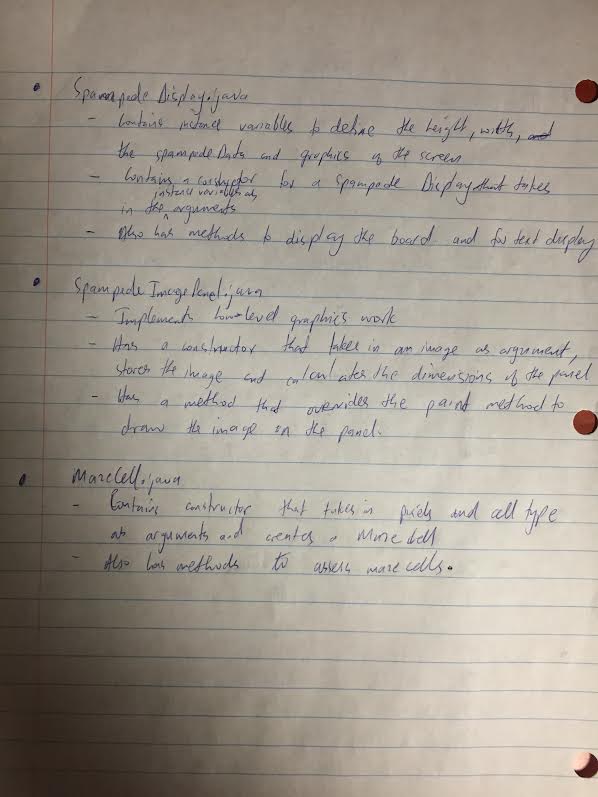 Spampede Display.java
- Contains instance variables to define the height, width, and
the spampede Data and graphics of the screen
- Contains a constructor for a Spampede Display that takes
instance variables as
in the ^ arguments
- Also has methods to display the board and for text display
Spampede Image Panel.java
- Implements low-level graphics work
- Has a constructor that takes in an image as argument,
stores the image and calculates the dimensions of the panel
- Has a method that overrides the paint method to
draw the image on the panel.
MazeCell.java
- Contains constructor that takes in and cell type
as arguments and creates a Maze Cell
- Also has methods to assess maze cells.